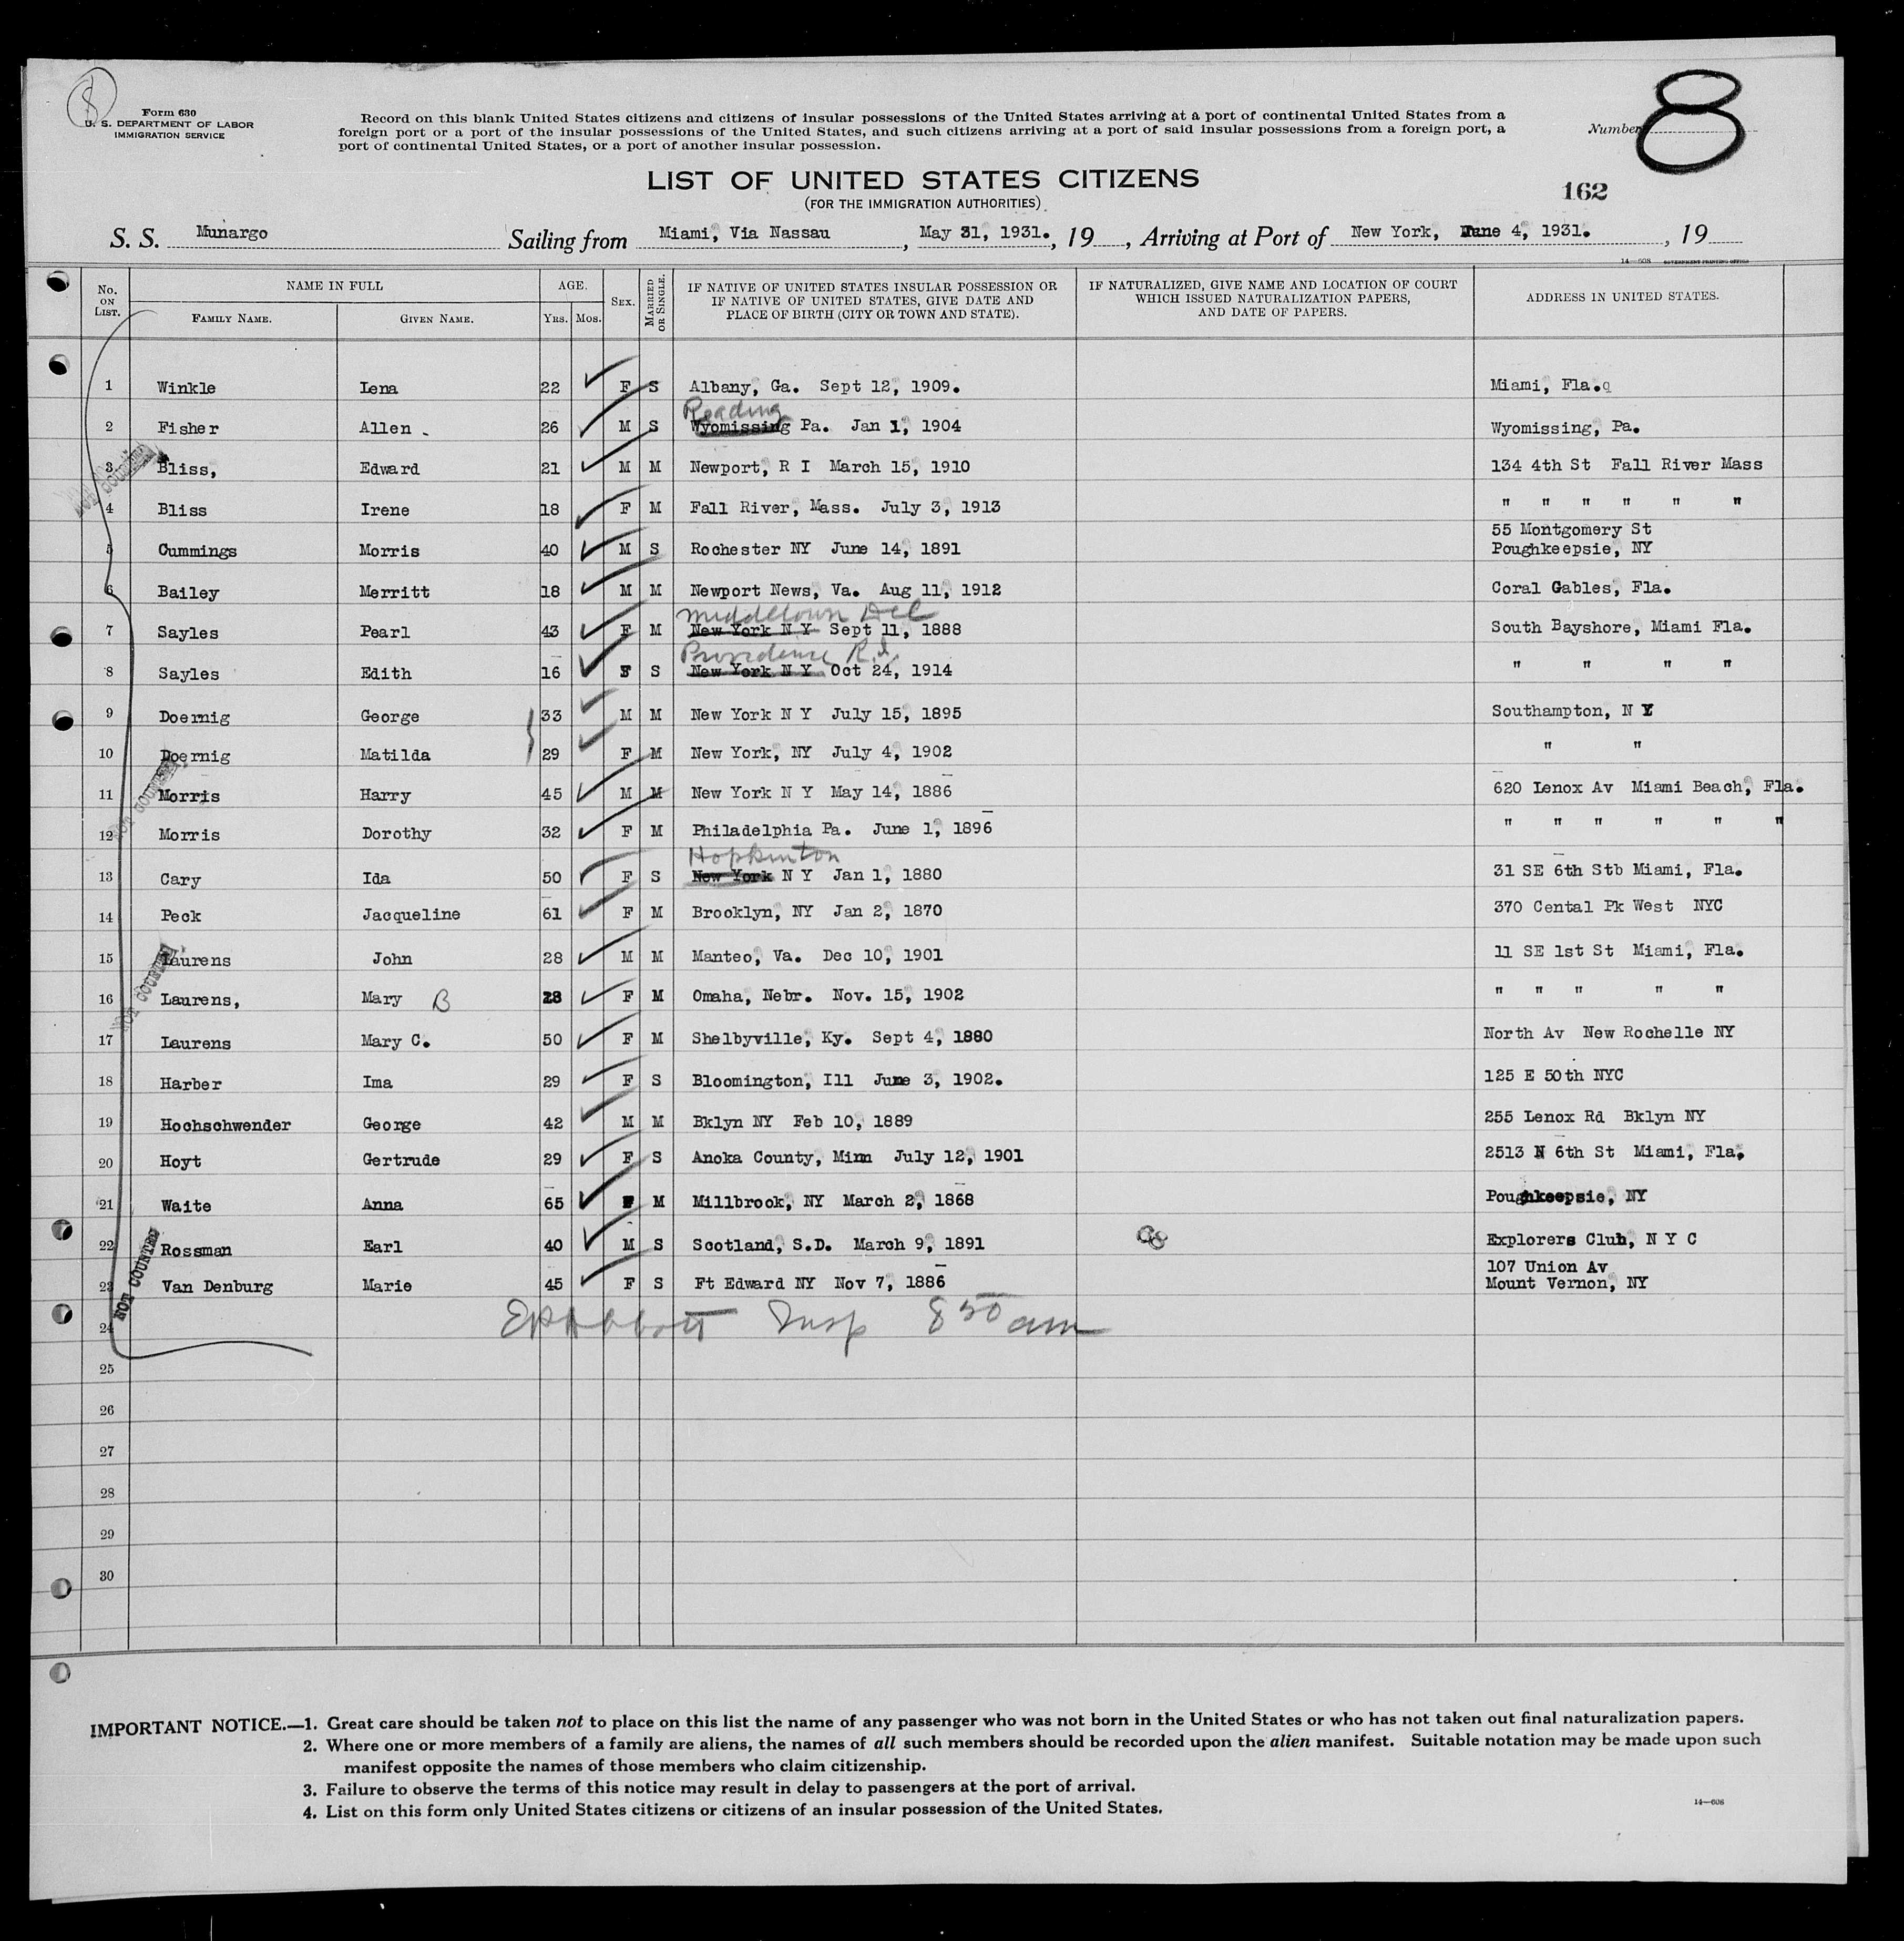 8
Form 630
U. S. DEPARTMENT OF LABOR
IMMIGRATION SERVICE
Record on this blank United States citizens and citizens of insular possessions of the United States arriving at a port of continental United States from a
foreign port or a port of the insular possessions of the United States, and such citizens arriving at a port of said insular possessions from a foreign port, a
port of continental United States, or a port of another insular possession.
Number 8
LIST OF UNITED STATES CITIZENS
(FOR THE IMMIGRATION AUTHORITIES)
162
S. S. Munargo Sailing from Miami, Via Nassau, May 31, 1931., 19, Arriving at Port of New York, June 4, 1931., 19
14—608 GOVERNMENT PRINTING OFFICE
No. ON LIST. NAME IN FULL AGE. SEX. MARRIED OR SINGLE. IF NATIVE OF UNITED STATES INSULAR POSSESSION OR IF NATIVE OF UNITED STATES, GIVE DATE AND PLACE OF BIRTH (CITY OR TOWN AND STATE). IF NATURALIZED, GIVE NAME AND LOCATION OF COURT WHICH ISSUED NATURALIZATION PAPERS, AND DATE OF PAPERS. ADDRESS IN UNITED STATES.
FAMILY NAME. GIVEN NAME. YRS. MOS.
1 Winkle Lena 22 F S Albany, Ga. Sept 12, 1909. Miami, Fla.
Reading
2 Fisher Allen 26 M S Wyomissing Pa. Jan 1, 1904 Wyomissing, Pa.
NOT COUNTED
3 Bliss, Edward 21 M M Newport, R I March 15, 1910 134 4th St Fall River Mass
4 Bliss Irene 18 F M Fall River, Mass. July 3, 1913 " " " " " "
55 Montgomery St
5 Cummings Morris 40 M S Rochester NY June 14, 1891 Poughkeepsie, NY
6 Bailey Merritt 18 M M Newport News, Va. Aug 11, 1912 Coral Gables, Fla.
Middletown Del
7 Sayles Pearl 43 F M New York N Y Sept 11, 1888 South Bayshore, Miami Fla.
Providence R.I.
8 Sayles Edith 16 F S New York N Y Oct 24, 1914 " " " "
9 Doernig George 33 M M New York N Y July 15, 1895 Southampton, N Y
10 Doernig Matilda 29 F M New York, NY July 4, 1902 " "
NOT COUNTED
11 Morris Harry 45 M M New York N Y May 14, 1886 620 Lenox Av Miami Beach, Fla.
12 Morris Dorothy 32 F M Philadelphia Pa. June 1, 1896 " " " " " "
Hopkinton
13 Cary Ida 50 F S New York N Y Jan 1, 1880 31 SE 6th Stb Miami, Fla.
14 Peck Jacqueline 61 F M Brooklyn, NY Jan 2, 1870 370 Cental Pk West NYC
NOT COUNTED
15 Laurens John 28 M M Manteo, Va. Dec 10, 1901 11 SE 1st St Miami, Fla.
16 Laurens, Mary B 28 F M Omaha, Nebr. Nov. 15, 1902 " " " " "
17 Laurens Mary C. 50 F M Shelbyville, Ky. Sept 4, 1880 North Av New Rochelle NY
18 Harber Ima 29 F S Bloomington, Ill June 3, 1902. 125 E 50th NYC
19 Hochschwender George 42 M M Bklyn NY Feb 10, 1889 255 Lenox Rd Bklyn NY
20 Hoyt Gertrude 29 F S Anoka County, Minn July 12, 1901 2513 N 6th St Miami, Fla.
21 Waite Anna 65 F M Millbrook, NY March 2, 1868 Poughkeepsie, NY
22 Rossman Earl 40 M S Scotland, S.D. March 9, 1891 Explorers Club, N Y C
NOT COUNTED
107 Union Av
23 Van Denburg Marie 45 F S Ft Edward NY Nov 7, 1886 Mount Vernon, NY
24 Abbott Insp 8 50 am
25
26
27
28
29
30
IMPORTANT NOTICE.—1. Great care should be taken not to place on this list the name of any passenger who was not born in the United States or who has not taken out final naturalization papers.
2. Where one or more members of a family are aliens, the names of all such members should be recorded upon the alien manifest. Suitable notation may be made upon such
manifest opposite the names of those members who claim citizenship.
3. Failure to observe the terms of this notice may result in delay to passengers at the port of arrival.
4. List on this form only United States citizens or citizens of an insular possession of the United States.
14—608